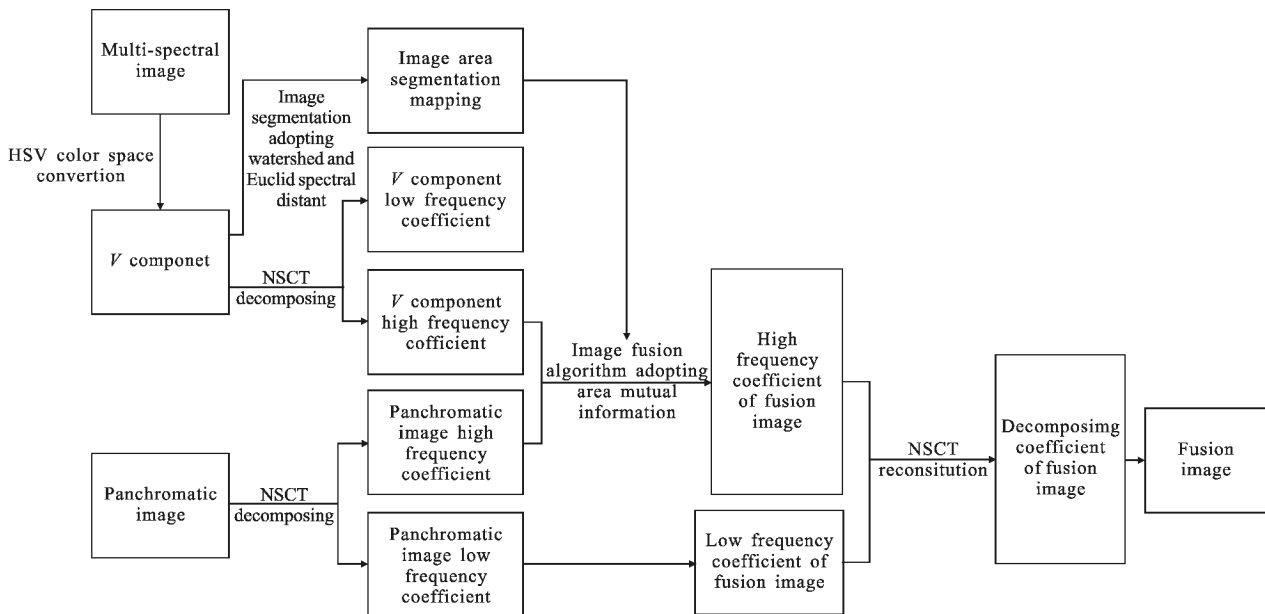 Multi-spectral
image
HSV color space
convertion
V componet
Image
segmentation
adopting
watershed and
Euclid spectral
distant
NSCT
decomposing
Image area
segmentation
mapping
V component
low frequency
coefficient
V component
high frequency
cofficient
Panchromatic
image
NSCT
decomposing
Panchromatic
image high
frequency
coefficient
Panchromatic
image low
frequency
coefficient
Image fusion
algorithm adopting
area mutual
information
High
frequency
coefficient
of fusion
image
Low frequency
coefficient of
fusion image
NSCT
reconsitution
Decomposimg
coefficient
of fusion
image
Fusion
image